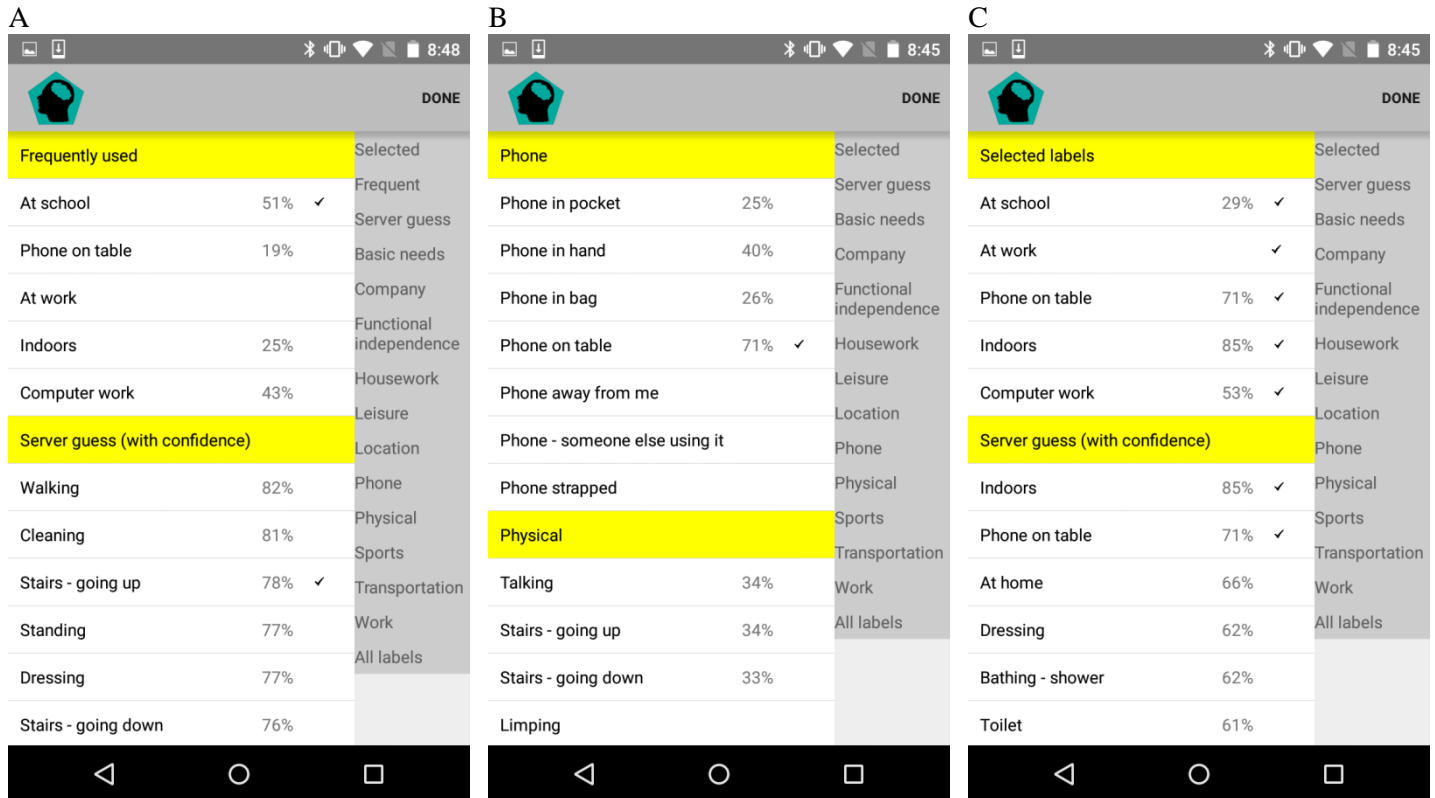 A
8:48
DONE
Frequently used
At school 51% ✓
Phone on table 19%
At work
Indoors 25%
Computer work 43%
Server guess (with confidence)
Walking 82%
Cleaning 81%
Stairs - going up 78% ✓
Standing 77%
Dressing 77%
Stairs - going down 76%
Selected
Frequent
Server guess
Basic needs
Company
Functional
independence
Housework
Leisure
Location
Phone
Physical
Sports
Transportation
Work
All labels
B
8:45
DONE
Phone
Phone in pocket 25%
Phone in hand 40%
Phone in bag 26%
Phone on table 71% ✓
Phone away from me
Phone - someone else using it
Phone strapped
Physical
Talking 34%
Stairs - going up 34%
Stairs - going down 33%
Limping
Selected
Server guess
Basic needs
Company
Functional
independence
Housework
Leisure
Location
Phone
Physical
Sports
Transportation
Work
All labels
C
8:45
DONE
Selected labels
At school 29% ✓
At work ✓
Phone on table 71% ✓
Indoors 85% ✓
Computer work 53% ✓
Server guess (with confidence)
Indoors 85% ✓
Phone on table 71% ✓
At home 66%
Dressing 62%
Bathing - shower 62%
Toilet 61%
Selected
Server guess
Basic needs
Company
Functional
independence
Housework
Leisure
Location
Phone
Physical
Sports
Transportation
Work
All labels